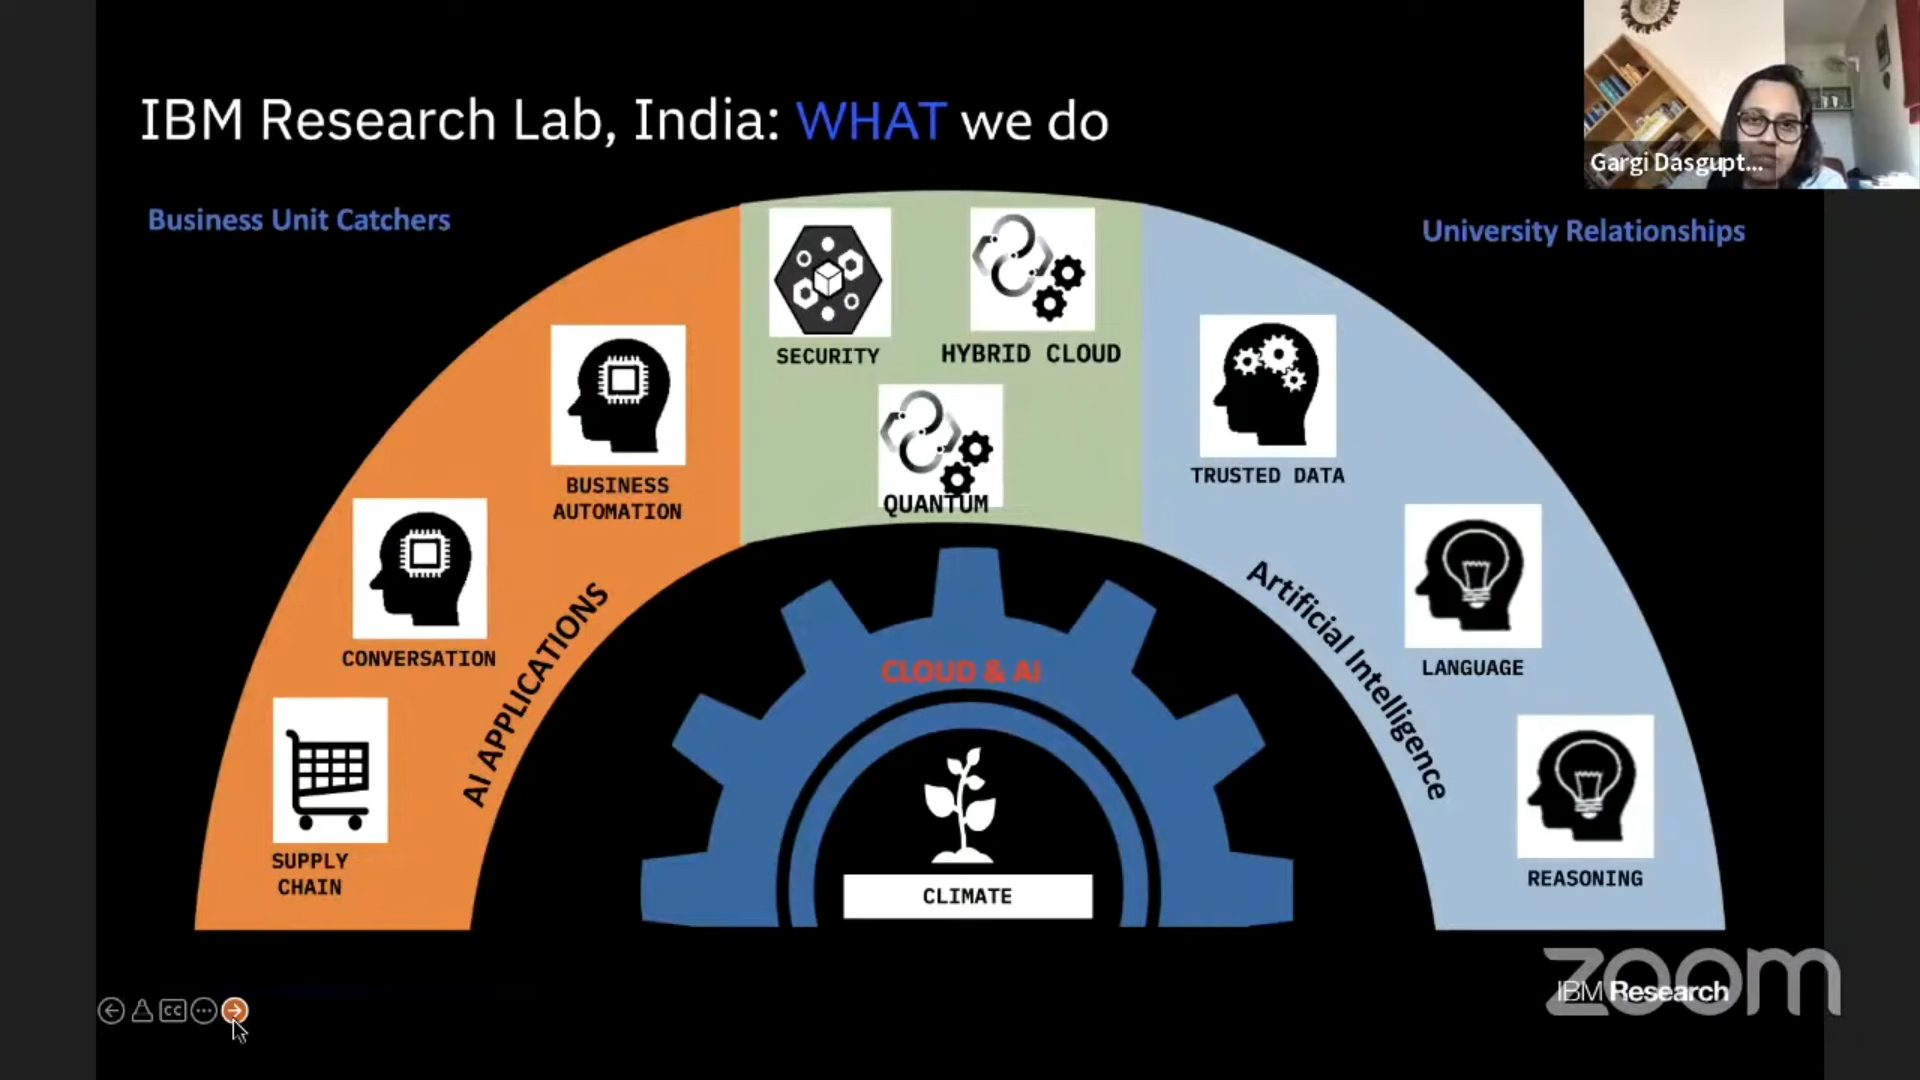 IBM Research Lab, India: WHAT we do
Gargi Dasgupt...
Business Unit Catchers
University Relationships
SECURITY
HYBRID CLOUD
QUANTUM
BUSINESS
AUTOMATION
TRUSTED DATA
CONVERSATION
LANGUAGE
AI APPLICATIONS
Artificial Intelligence
CLOUD & AI
SUPPLY
CHAIN
REASONING
CLIMATE
zoom
IBM Research
CC